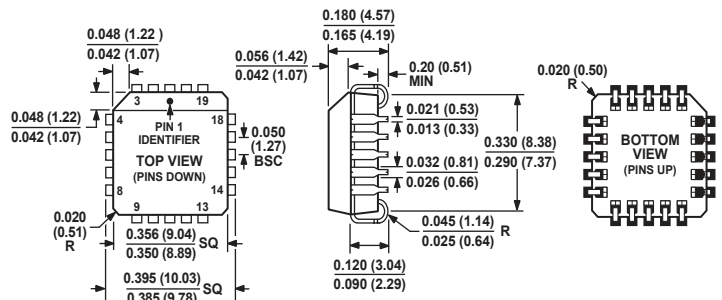 0.180 (4.57)
0.165 (4.19)
0.048 (1.22)
0.042 (1.07)
0.056 (1.42)
0.042 (1.07)
0.20 (0.51)
MIN
0.020 (0.50)
R
0.048 (1.22)
0.042 (1.07)
3 19
4 18
PIN 1
IDENTIFIER
TOP VIEW
(PINS DOWN)
0.050
(1.27)
BSC
8 14
9 13
0.021 (0.53)
0.013 (0.33)
0.032 (0.81)
0.026 (0.66)
0.330 (8.38)
0.290 (7.37)
BOTTOM
VIEW
(PINS UP)
0.020
(0.51)
R
0.356 (9.04)
0.350 (8.89)
SQ
0.045 (1.14)
0.025 (0.64)
R
0.120 (3.04)
0.090 (2.29)
0.395 (10.03)
0.385 (9.78)
SQ